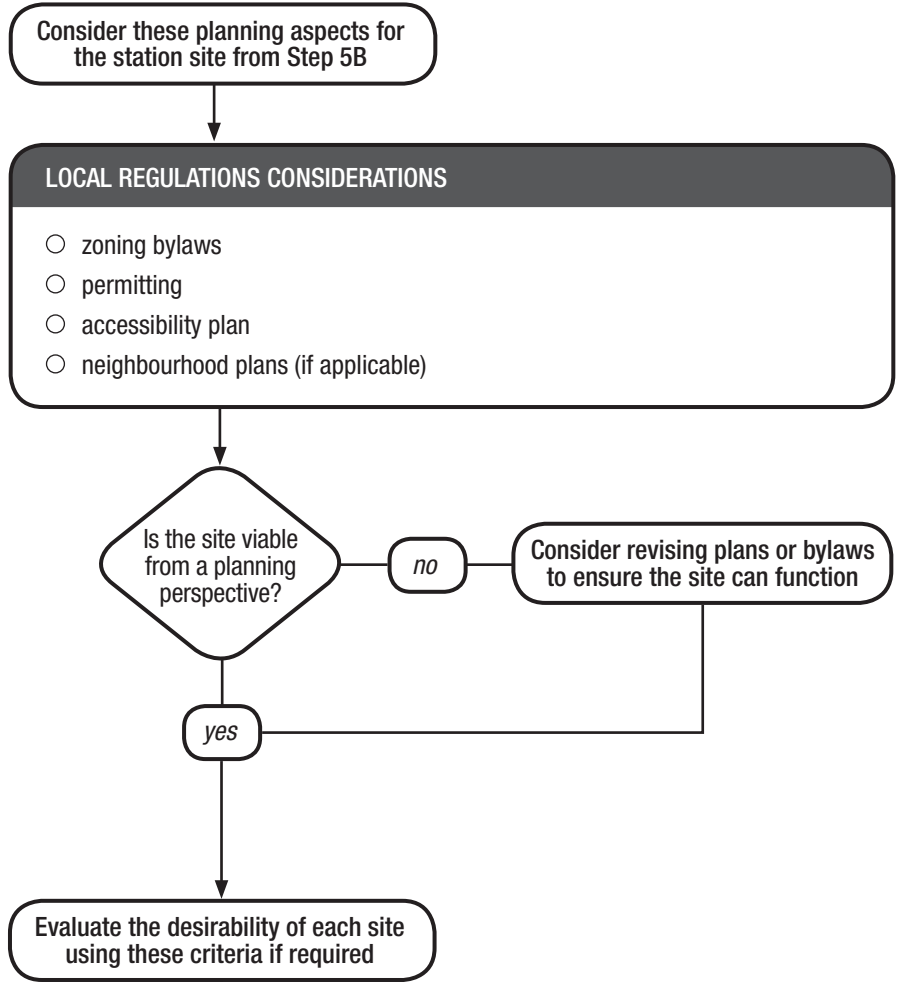 Consider these planning aspects for
the station site from Step 5B
LOCAL REGULATIONS CONSIDERATIONS
zoning bylaws
permitting
accessibility plan
neighbourhood plans (if applicable)
Is the site viable
from a planning
perspective?
no
Consider revising plans or bylaws
to ensure the site can function
yes
Evaluate the desirability of each site
using these criteria if required